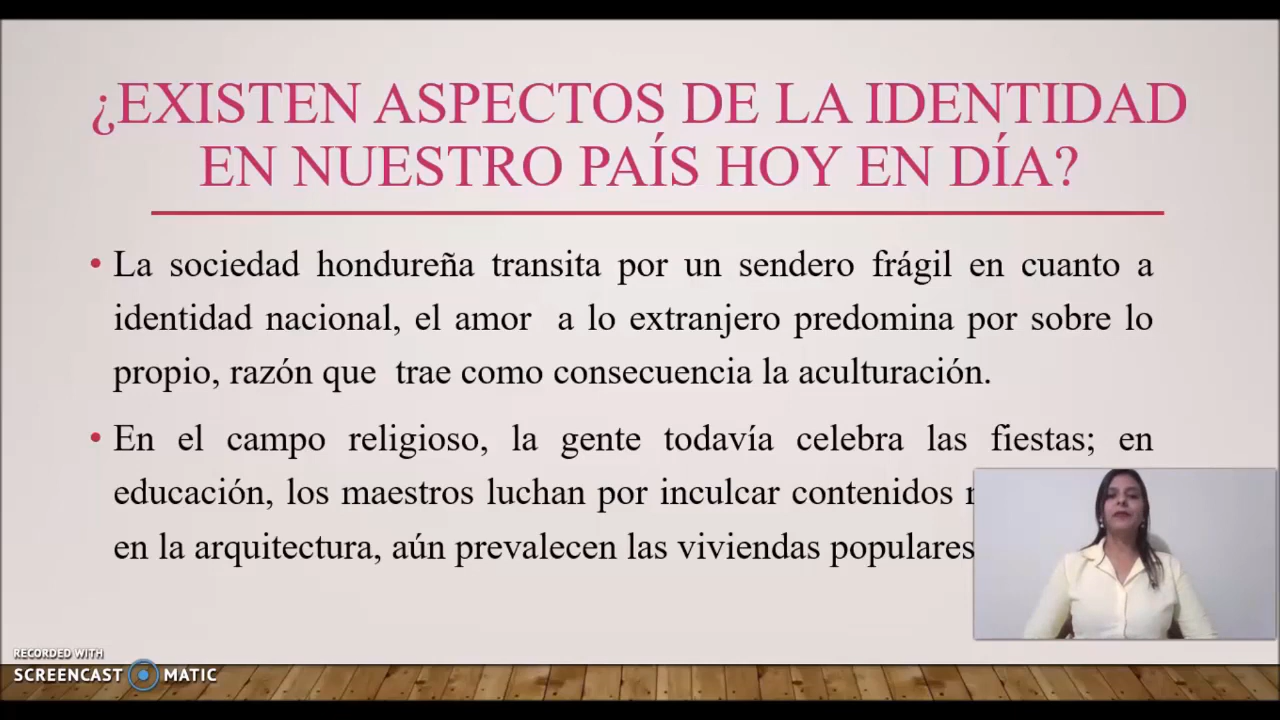 ¿EXISTEN ASPECTOS DE LA IDENTIDAD
EN NUESTRO PAÍS HOY EN DÍA?
• La sociedad hondureña transita por un sendero frágil en cuanto a
identidad nacional, el amor a lo extranjero predomina por sobre lo
propio, razón que trae como consecuencia la aculturación.
• En el campo religioso, la gente todavía celebra las fiestas; en
educación, los maestros luchan por inculcar contenidos
en la arquitectura, aún prevalecen las viviendas populares
RECORDED WITH
SCREENCAST MATIC